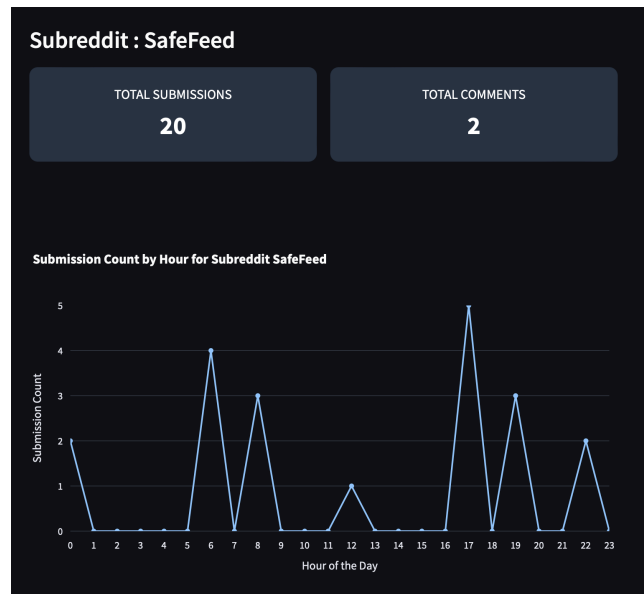 Subreddit : SafeFeed
TOTAL SUBMISSIONS
20
TOTAL COMMENTS
2
Submission Count by Hour for Subreddit SafeFeed
5
4
3
2
1
0
Submission Count
0 1 2 3 4 5 6 7 8 9 10 11 12 13 14 15 16 17 18 19 20 21 22 23
Hour of the Day